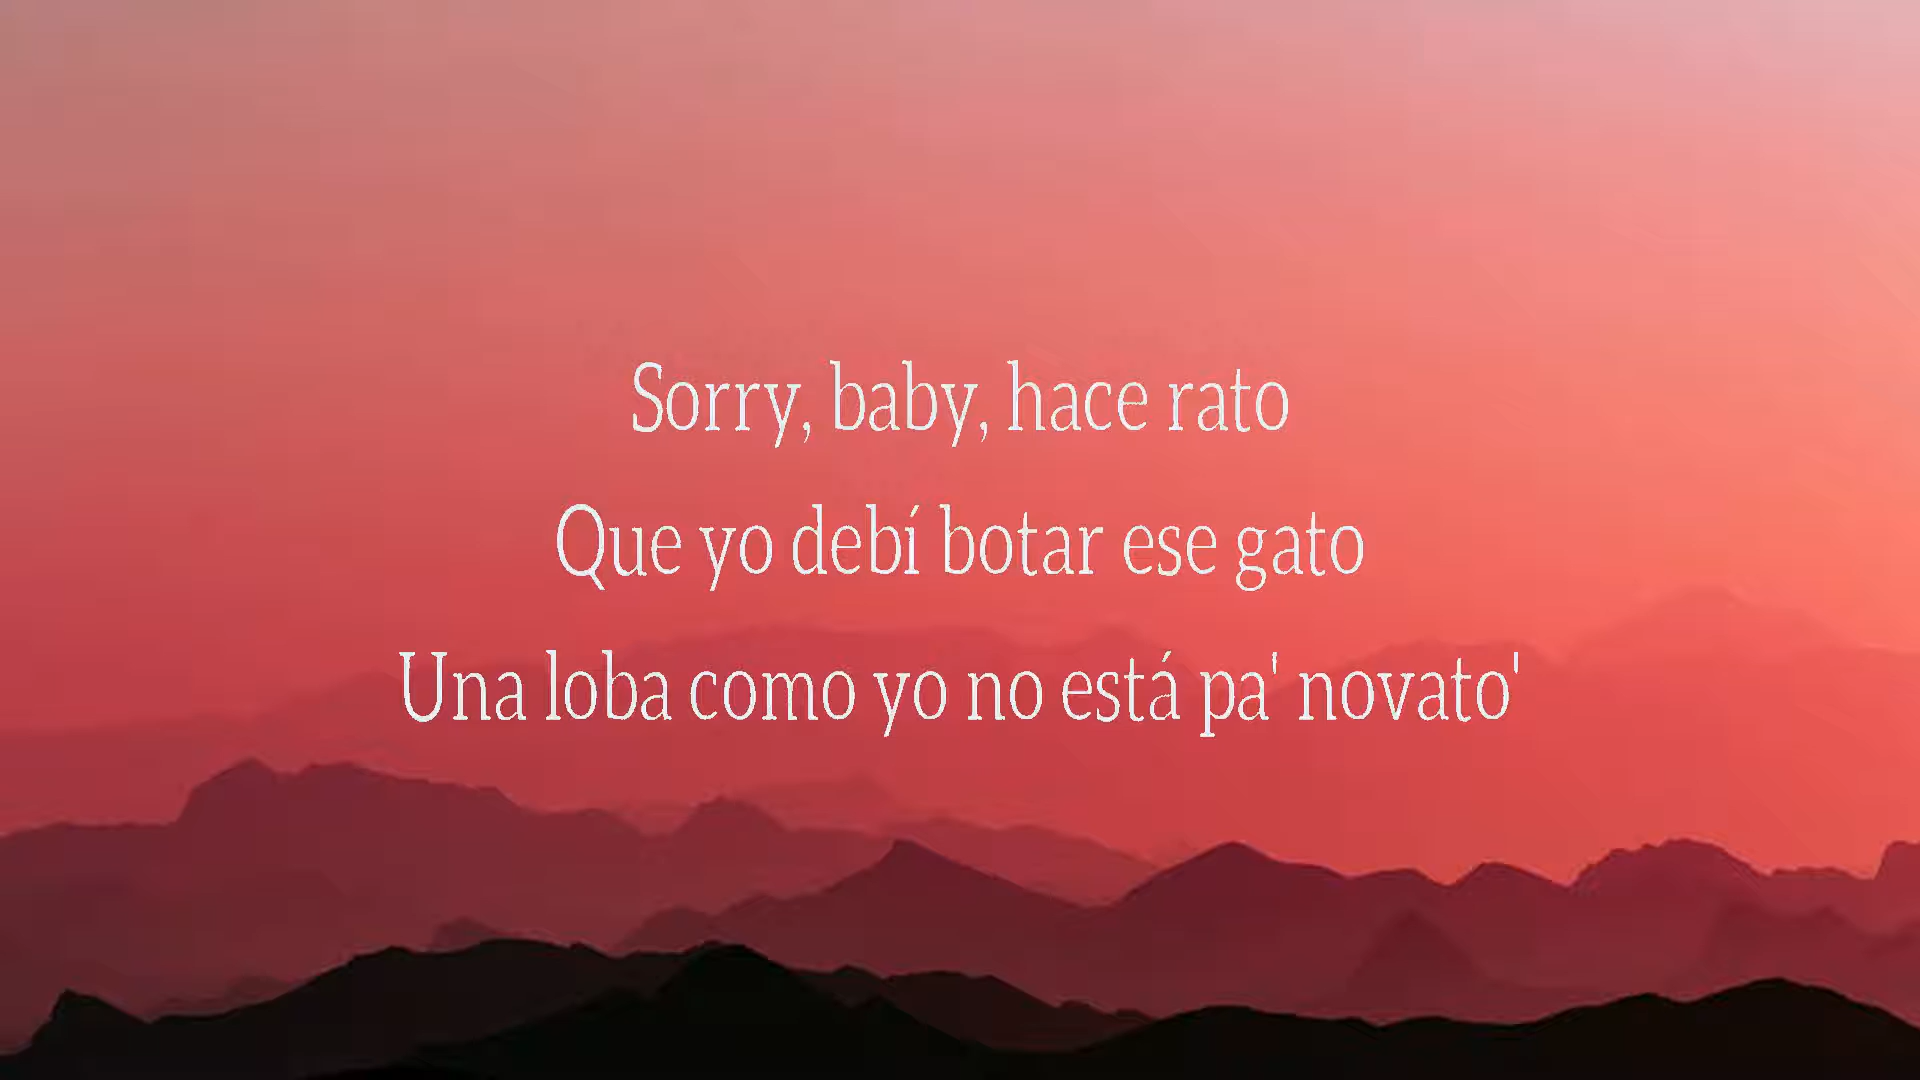 Sorry, baby, hace rato
Que yo debí botar ese gato
Una loba como yo no está pa' novato'